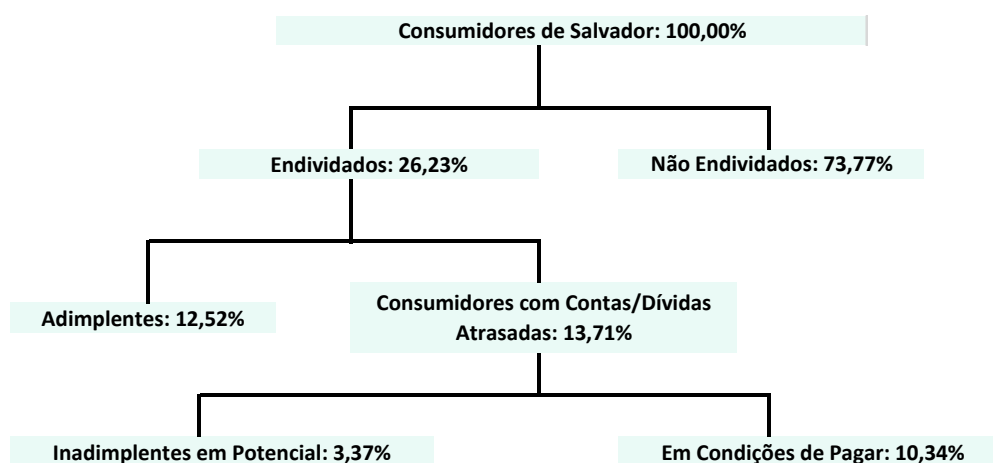 Consumidores de Salvador: 100,00%
Endividados: 26,23%
Não Endividados: 73,77%
Adimplentes: 12,52%
Consumidores com Contas/Dívidas
Atrasadas: 13,71%
Inadimplentes em Potencial: 3,37%
Em Condições de Pagar: 10,34%